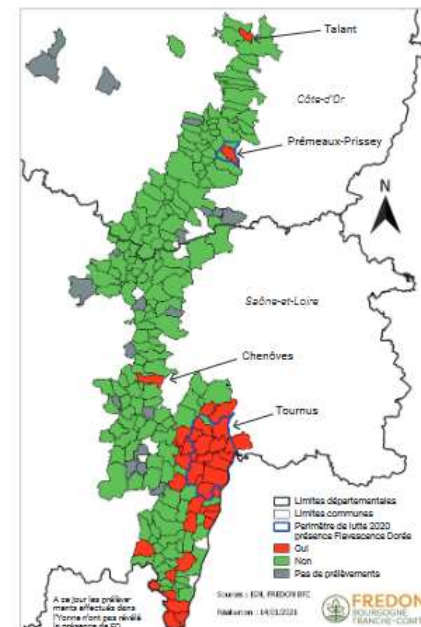 Talant
Côte-d'Or
Prémeaux-Prissey
N
Saône-et-Loire
Chenôves
Tournus
Limites départementales
Limites communes
Perimètre de lutte 2020
présence Flavescence Dorée
Oui
Non
Pas de prélèvements
A ce jour les prélève-
ments effectués dans
l'Yonne n'ont pas révélé
la présence de FD
Sources : IGN, FREDON BFC
Réalisation : 14/01/2021
FREDON
BOURGOGNE
FRANCHE-COMTÉ